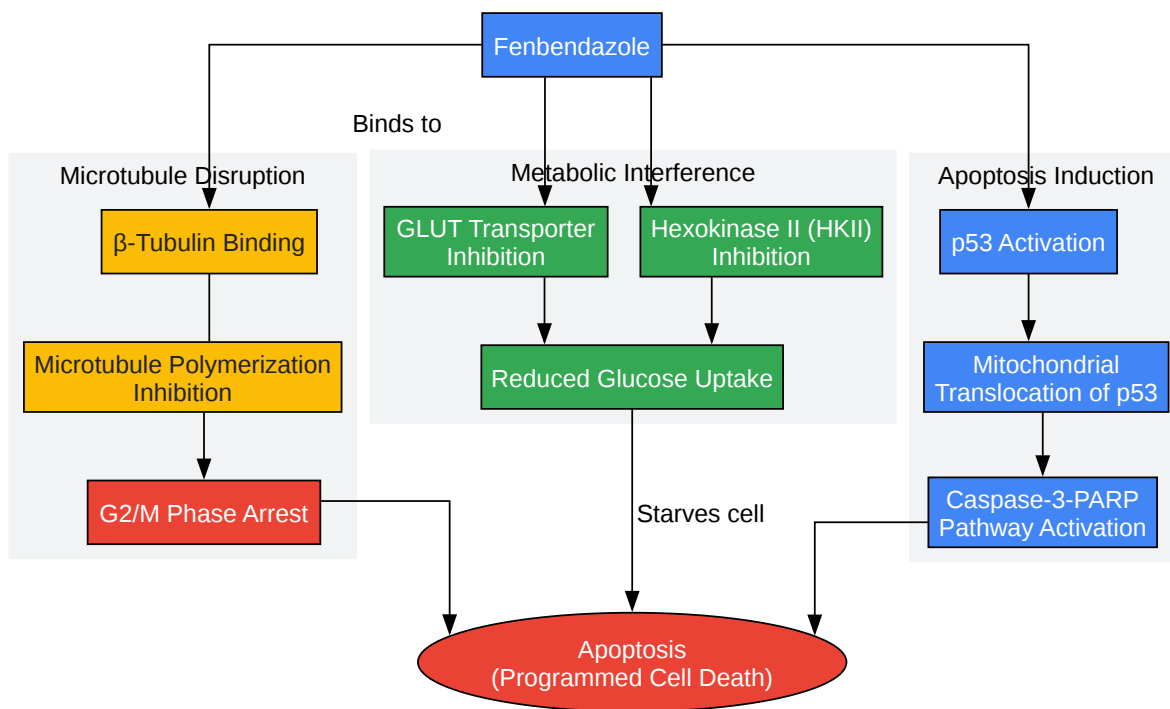 Fenbendazole
Binds to
Microtubule Disruption
Metabolic Interference
Apoptosis Induction
β-Tubulin Binding
GLUT Transporter
Inhibition
Hexokinase II (HKII)
Inhibition
p53 Activation
Microtubule Polymerization
Inhibition
Reduced Glucose Uptake
Mitochondrial
Translocation of p53
G2/M Phase Arrest
Starves cell
Caspase-3-PARP
Pathway Activation
Apoptosis
(Programmed Cell Death)